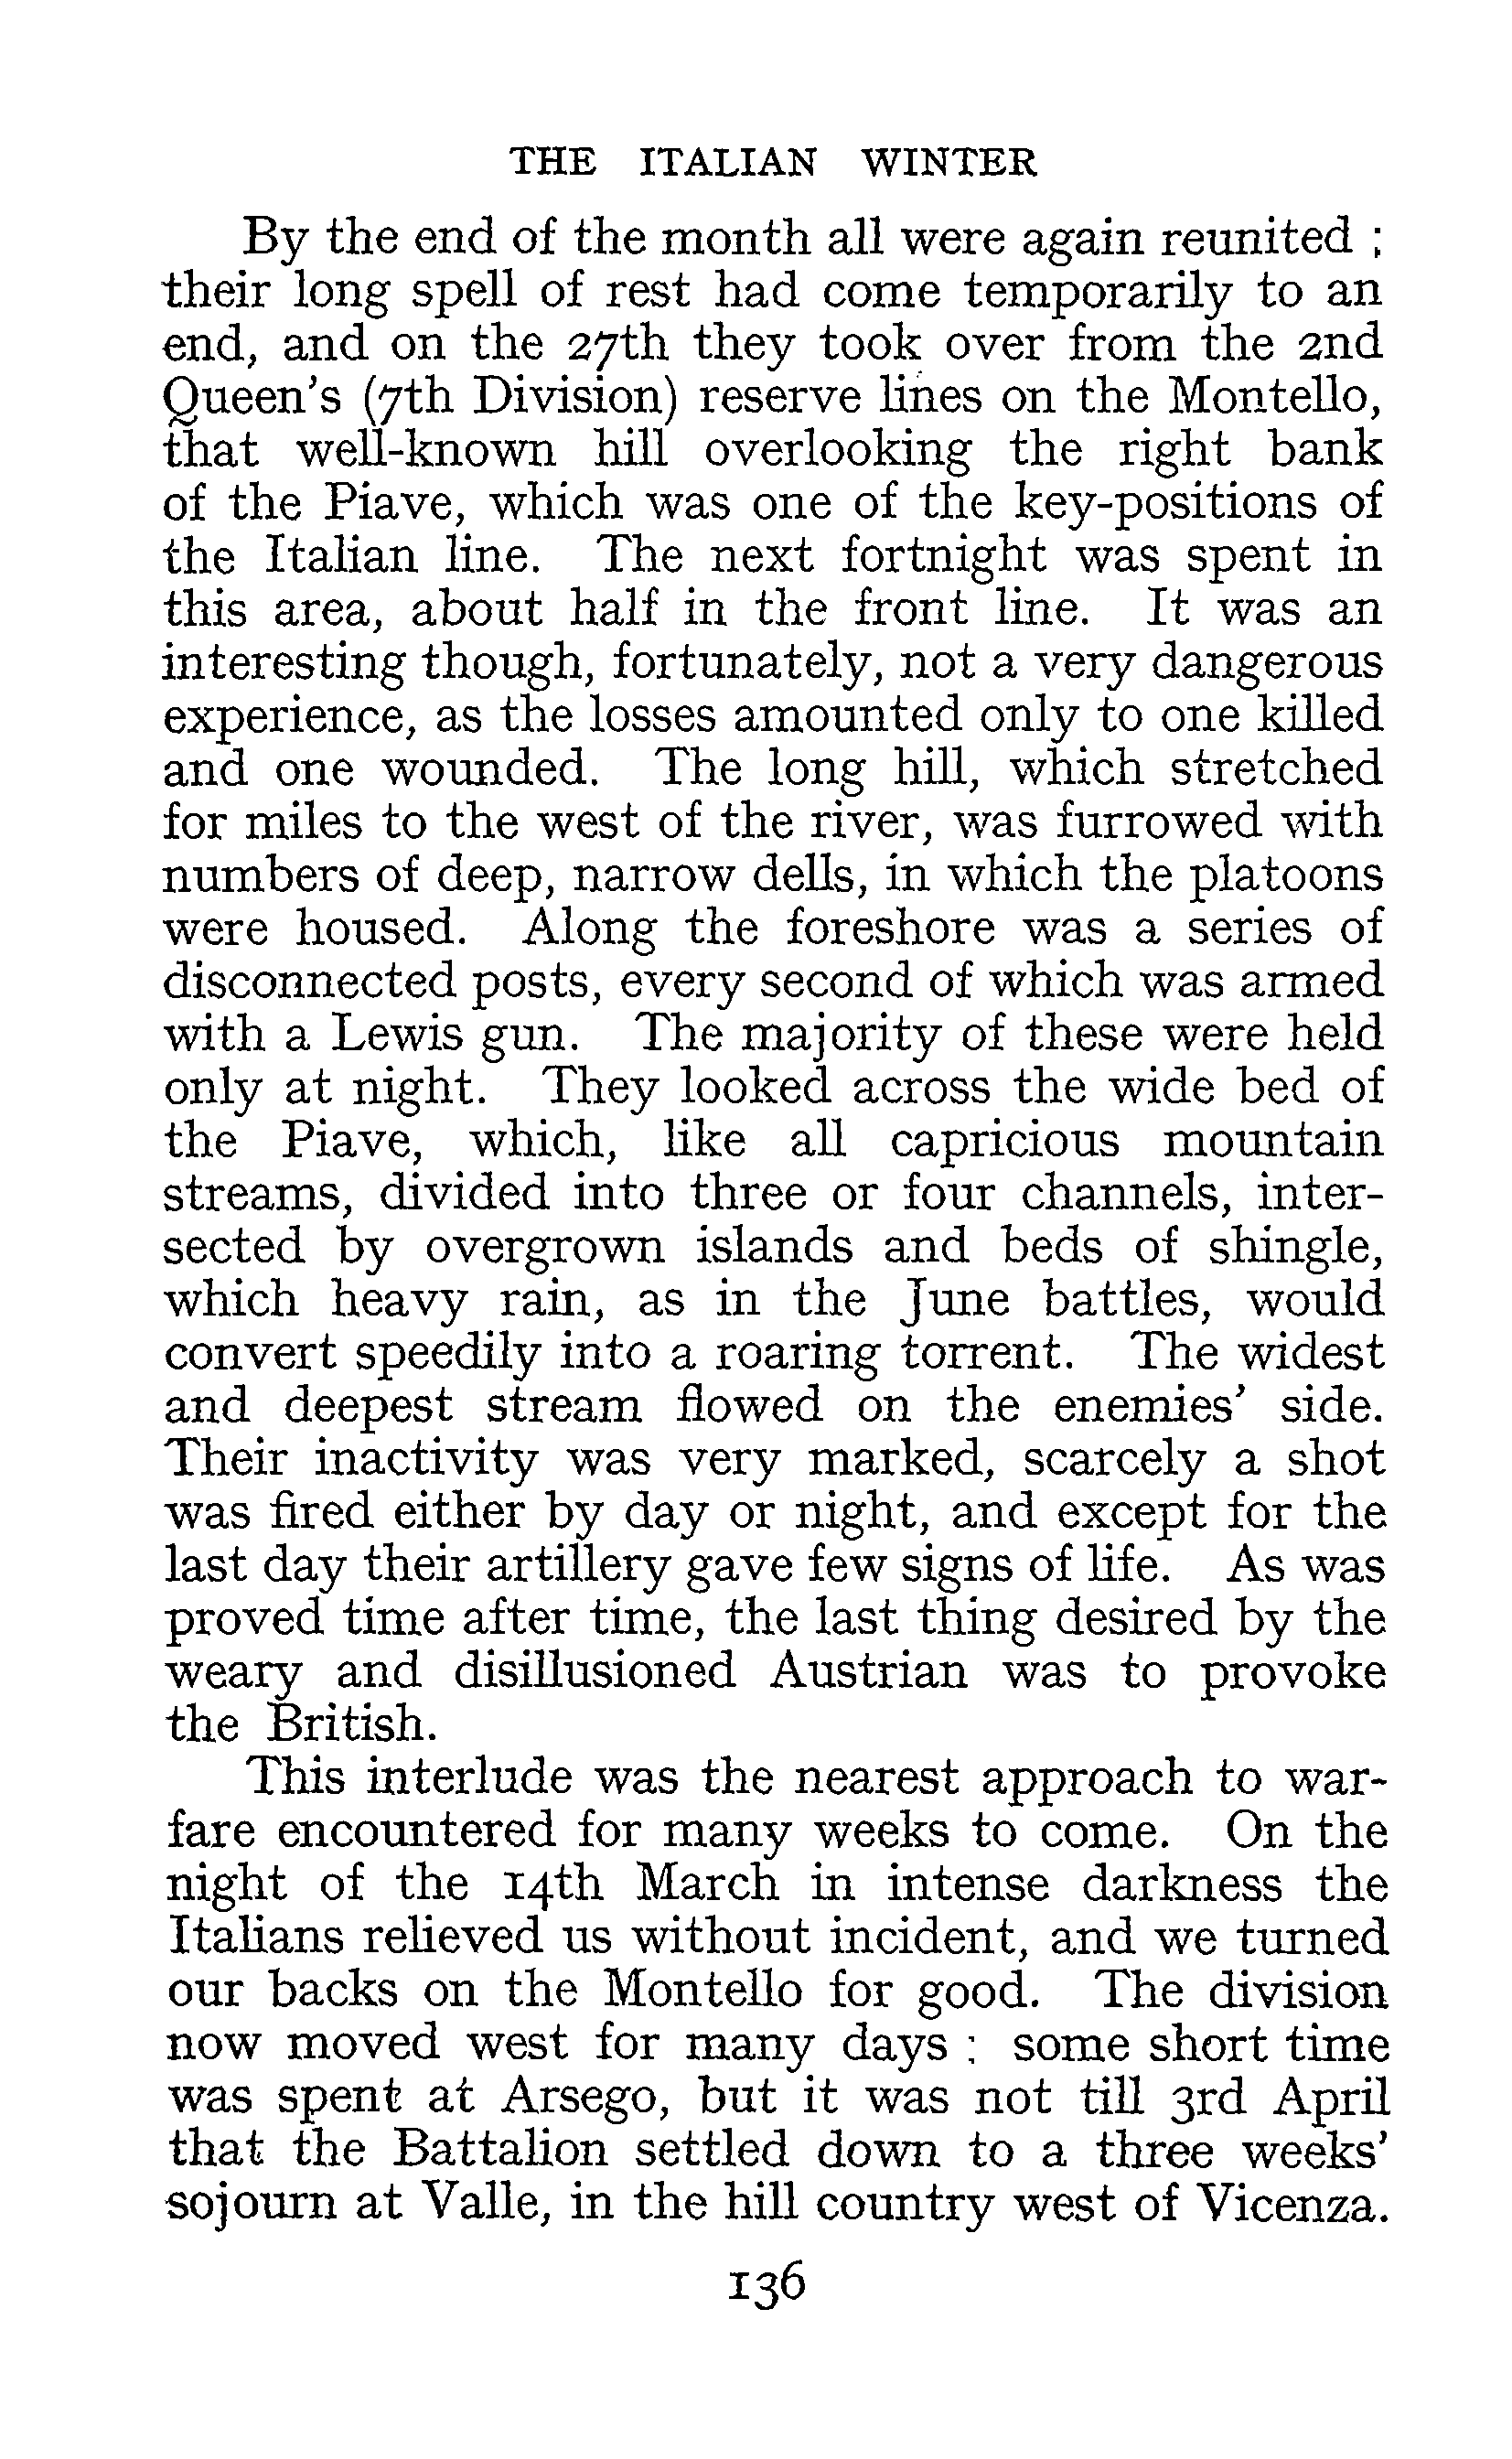 THE ITALIAN WINTER
By the end of the month all were again reunited ;
their long spell of rest had come temporarily to an
end, and on the 27th they took over from the 2nd
Queen's (7th Division) reserve lines on the Montello,
that well-known hill overlooking the right bank
of the Piave, which was one of the key-positions of
the Italian line. The next fortnight was spent in
this area, about half in the front line. It was an
interesting though, fortunately, not a very dangerous
experience, as the losses amounted only to one killed
and one wounded. The long hill, which stretched
for miles to the west of the river, was furrowed with
numbers of deep, narrow dells, in which the platoons
were housed. Along the foreshore was a series of
disconnected posts, every second of which was armed
with a Lewis gun. The majority of these were held
only at night. They looked across the wide bed of
the Piave, which, like all capricious mountain
streams, divided into three or four channels, inter-
sected by overgrown islands and beds of shingle,
which heavy rain, as in the June battles, would
convert speedily into a roaring torrent. The widest
and deepest stream flowed on the enemies' side.
Their inactivity was very marked, scarcely a shot
was fired either by day or night, and except for the
last day their artillery gave few signs of life. As was
proved time after time, the last thing desired by the
weary and disillusioned Austrian was to provoke
the British.
This interlude was the nearest approach to war-
fare encountered for many weeks to come. On the
night of the 14th March in intense darkness the
Italians relieved us without incident, and we turned
our backs on the Montello for good. The division
now moved west for many days : some short time
was spent at Arsego, but it was not till 3rd April
that the Battalion settled down to a three weeks'
sojourn at Valle, in the hill country west of Vicenza.
136